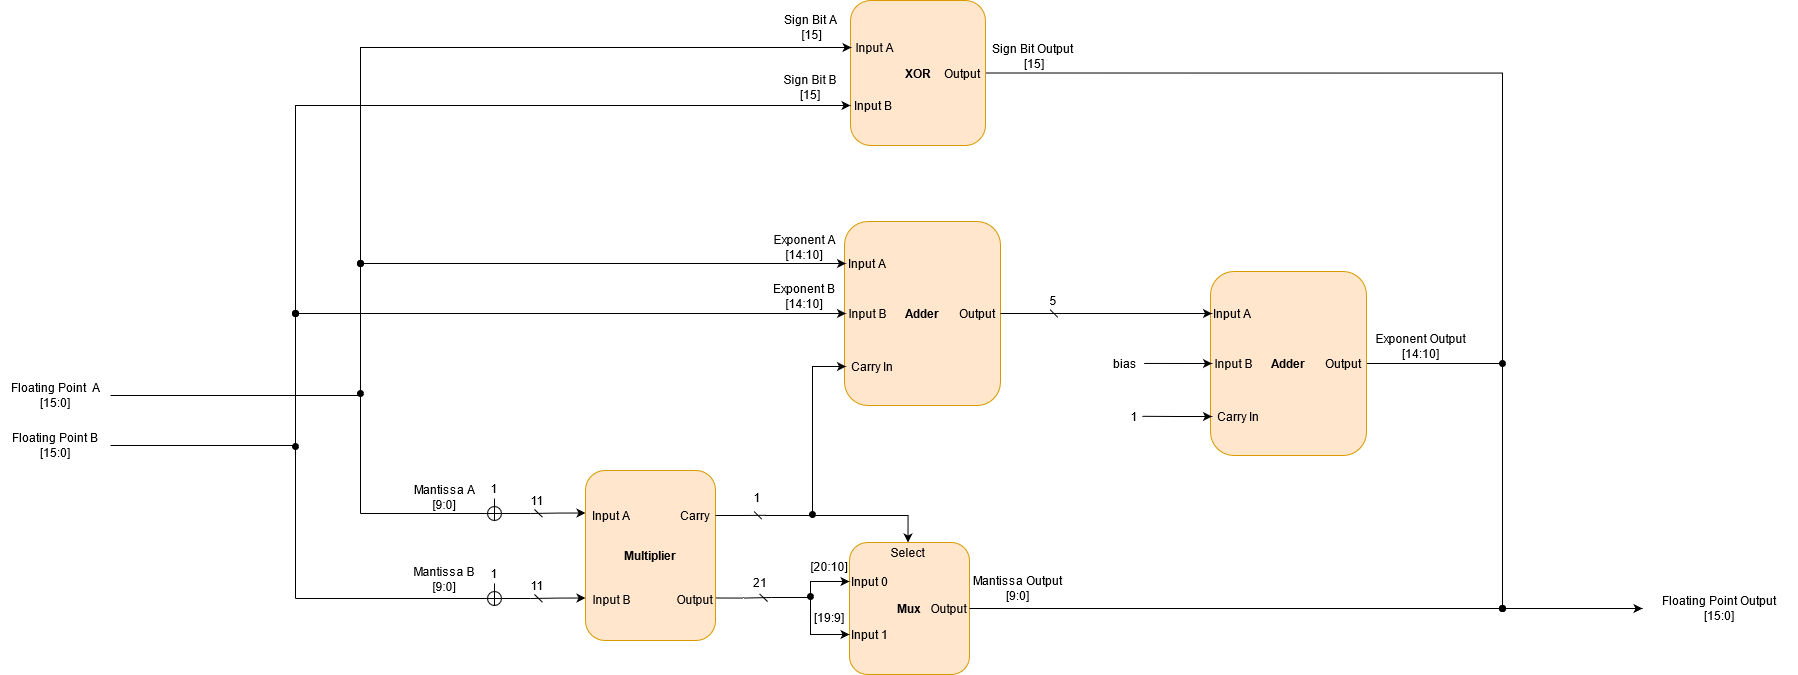 Sign Bit A
[15]
Input A
Sign Bit Output
[15]
XOR
Output
Sign Bit B
[15]
Input B
Exponent A
[14:10]
Input A
Exponent B
[14:10]
Input B
Adder
Output
5
Input A
Carry In
bias
Input B
Adder
Output
Exponent Output
[14:10]
1
Carry In
Floating Point  A
[15:0]
Floating Point B
[15:0]
Mantissa A
[9:0]
1
11
Input A
Carry
1
Multiplier
Mantissa B
[9:0]
1
11
Input B
Output
21
Select
[20:10]
Input 0
[19:9]
Input 1
Mux
Output
Mantissa Output
[9:0]
Floating Point Output
[15:0]